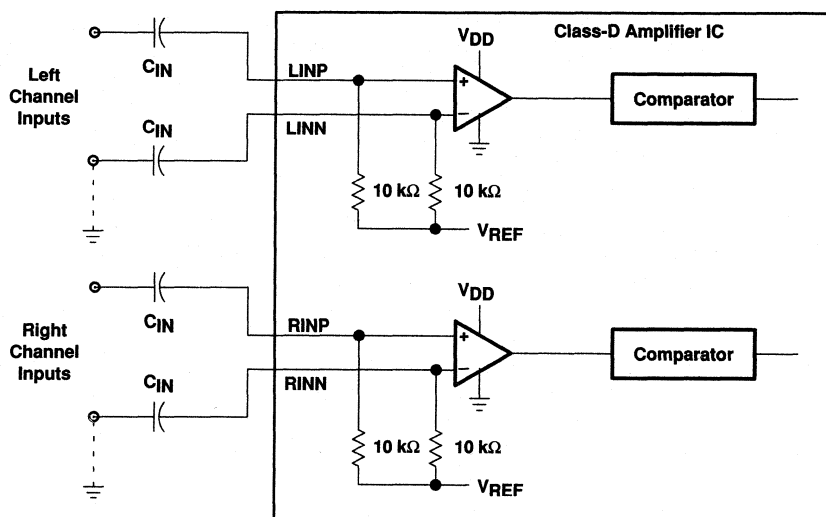 Class-D Amplifier IC
VDD
CIN
LINP
Left
Channel
Inputs
+
Comparator
CIN
−
LINN
10 kΩ 10 kΩ
VREF
VDD
CIN
RINP
Right
Channel
Inputs
+
Comparator
CIN
−
RINN
10 kΩ 10 kΩ
VREF